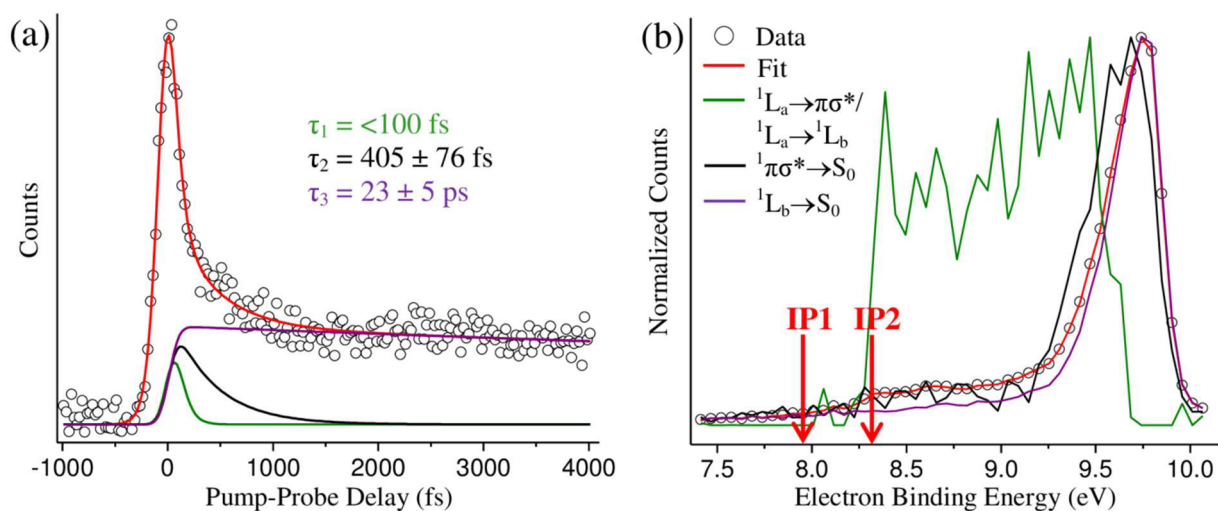 (a)
τ₁ = <100 fs
τ₂ = 405 ± 76 fs
τ₃ = 23 ± 5 ps
Counts
-1000 0 1000 2000 3000 4000
Pump-Probe Delay (fs)
(b)
Data
Fit
¹Lₐ→πσ*/
¹Lₐ→¹L_b
¹πσ*→S₀
¹L_b→S₀
IP1 IP2
Normalized Counts
7.5 8.0 8.5 9.0 9.5 10.0
Electron Binding Energy (eV)